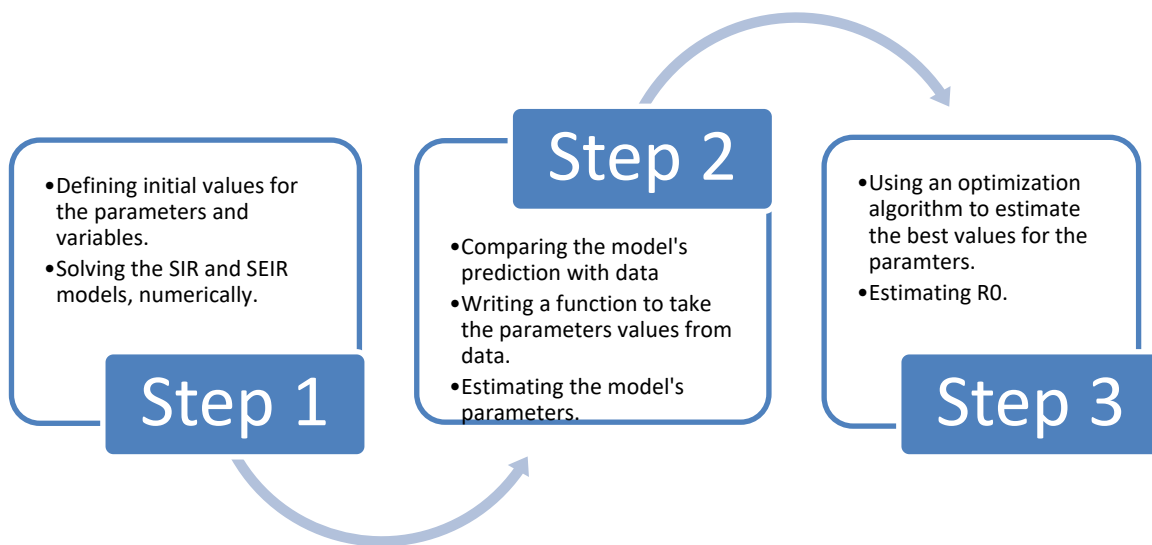 •Defining initial values for
the parameters and
variables.
•Solving the SIR and SEIR
models, numerically.
Step 1
Step 2
•Comparing the model's
prediction with data
•Writing a function to take
the parameters values from
data.
•Estimating the model's
parameters.
•Using an optimization
algorithm to estimate
the best values for the
paramters.
•Estimating R0.
Step 3